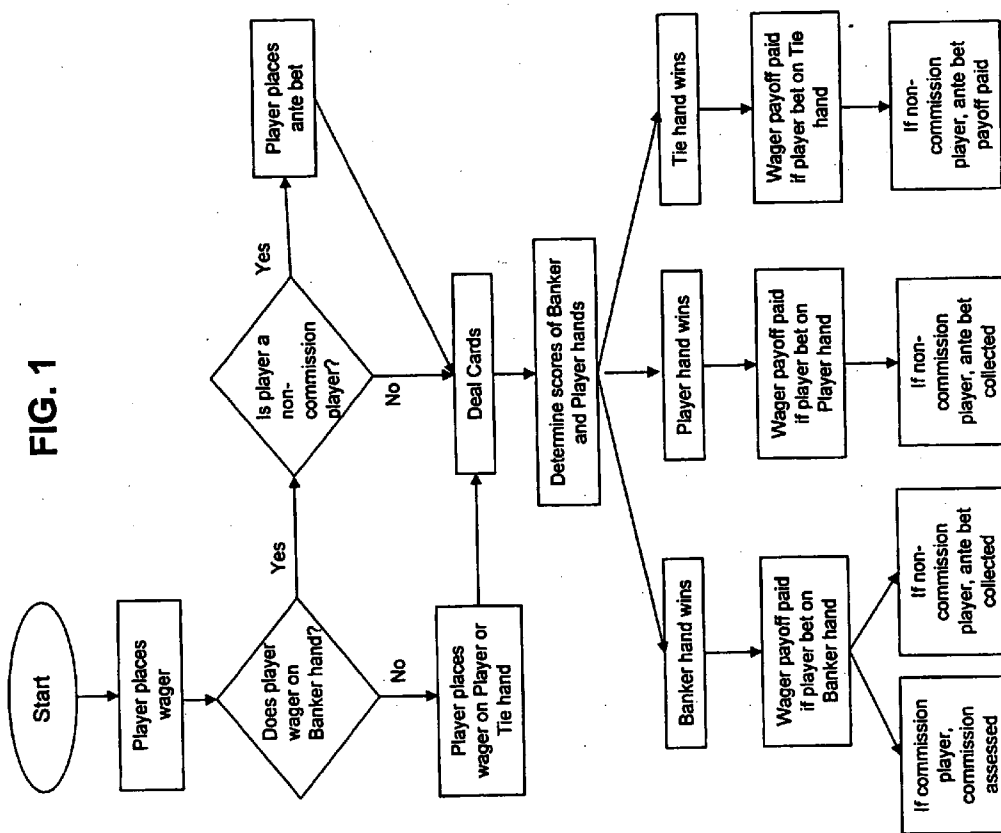 FIG. 1
Start
Player places
wager
Does player
wager on
Banker hand?
Yes
No
Is player a
non-
commission
player?
Yes
No
Player places
ante bet
Player places
wager on Player or
Tie hand
Deal Cards
Determine scores of Banker
and Player hands
Banker hand wins
Player hand wins
Tie hand wins
Wager payoff paid
if player bet on
Banker hand
Wager payoff paid
if player bet on
Player hand
Wager payoff paid
if player bet on Tie
hand
If commission
player,
commission
assessed
If non-
commission
player, ante bet
collected
If non-
commission
player, ante bet
collected
If non-
commission
player, ante bet
payoff paid